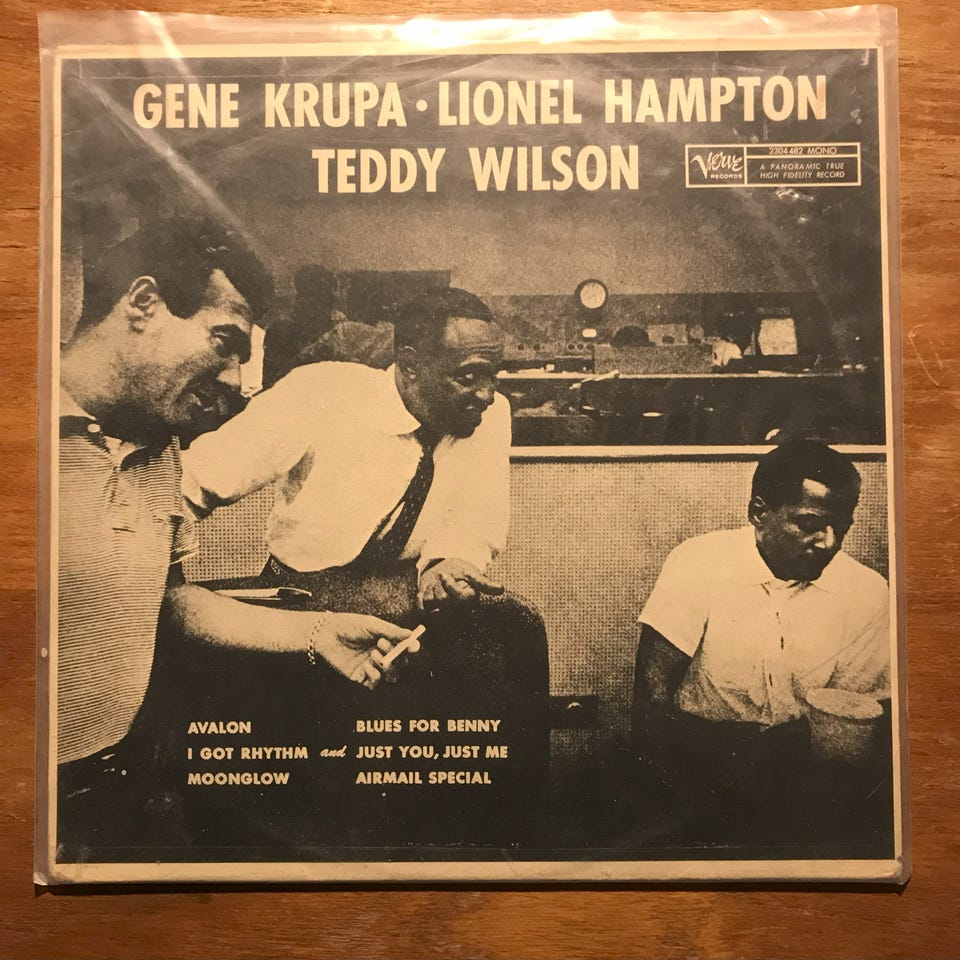 GENE KRUPA · LIONEL HAMPTON
TEDDY WILSON
Verve
RECORDS
2304 482 MONO
A PANORAMIC TRUE
HIGH FIDELITY RECORD
AVALON
I GOT RHYTHM and
MOONGLOW
BLUES FOR BENNY
JUST YOU, JUST ME
AIRMAIL SPECIAL